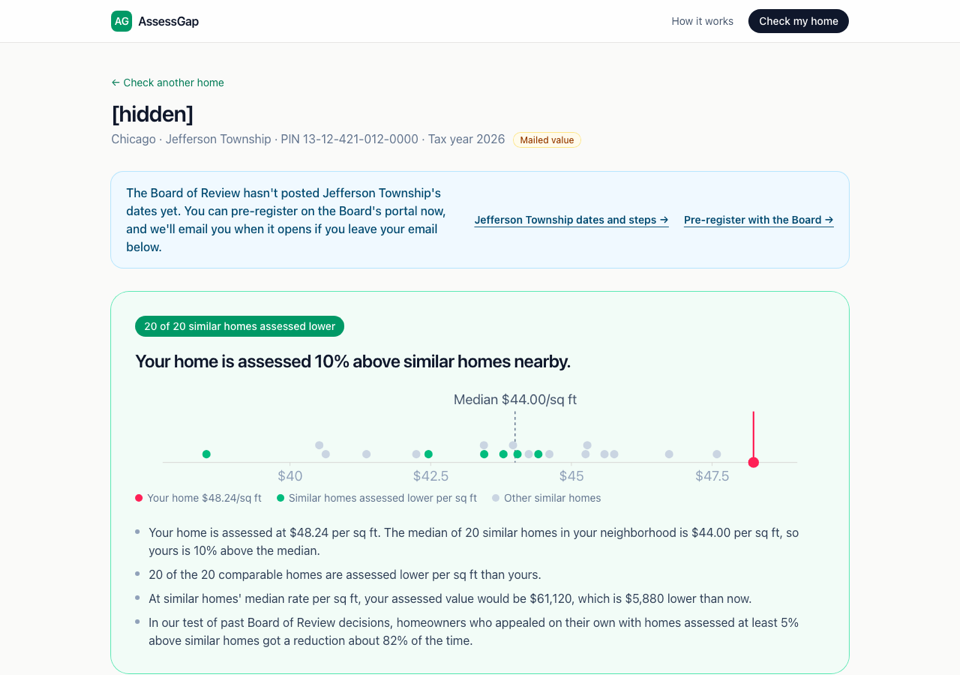 AG AssessGap
How it works
Check my home
← Check another home
[hidden]
Chicago · Jefferson Township · PIN 13-12-421-012-0000 · Tax year 2026 Mailed value
The Board of Review hasn't posted Jefferson Township's
dates yet. You can pre-register on the Board's portal now,
and we'll email you when it opens if you leave your email
below.
Jefferson Township dates and steps →
Pre-register with the Board →
20 of 20 similar homes assessed lower
Your home is assessed 10% above similar homes nearby.
Median $44.00/sq ft
$40 $42.5 $45 $47.5
Your home $48.24/sq ft
Similar homes assessed lower per sq ft
Other similar homes
Your home is assessed at $48.24 per sq ft. The median of 20 similar homes in your neighborhood is $44.00 per sq ft, so
yours is 10% above the median.
20 of the 20 comparable homes are assessed lower per sq ft than yours.
At similar homes' median rate per sq ft, your assessed value would be $61,120, which is $5,880 lower than now.
In our test of past Board of Review decisions, homeowners who appealed on their own with homes assessed at least 5%
above similar homes got a reduction about 82% of the time.